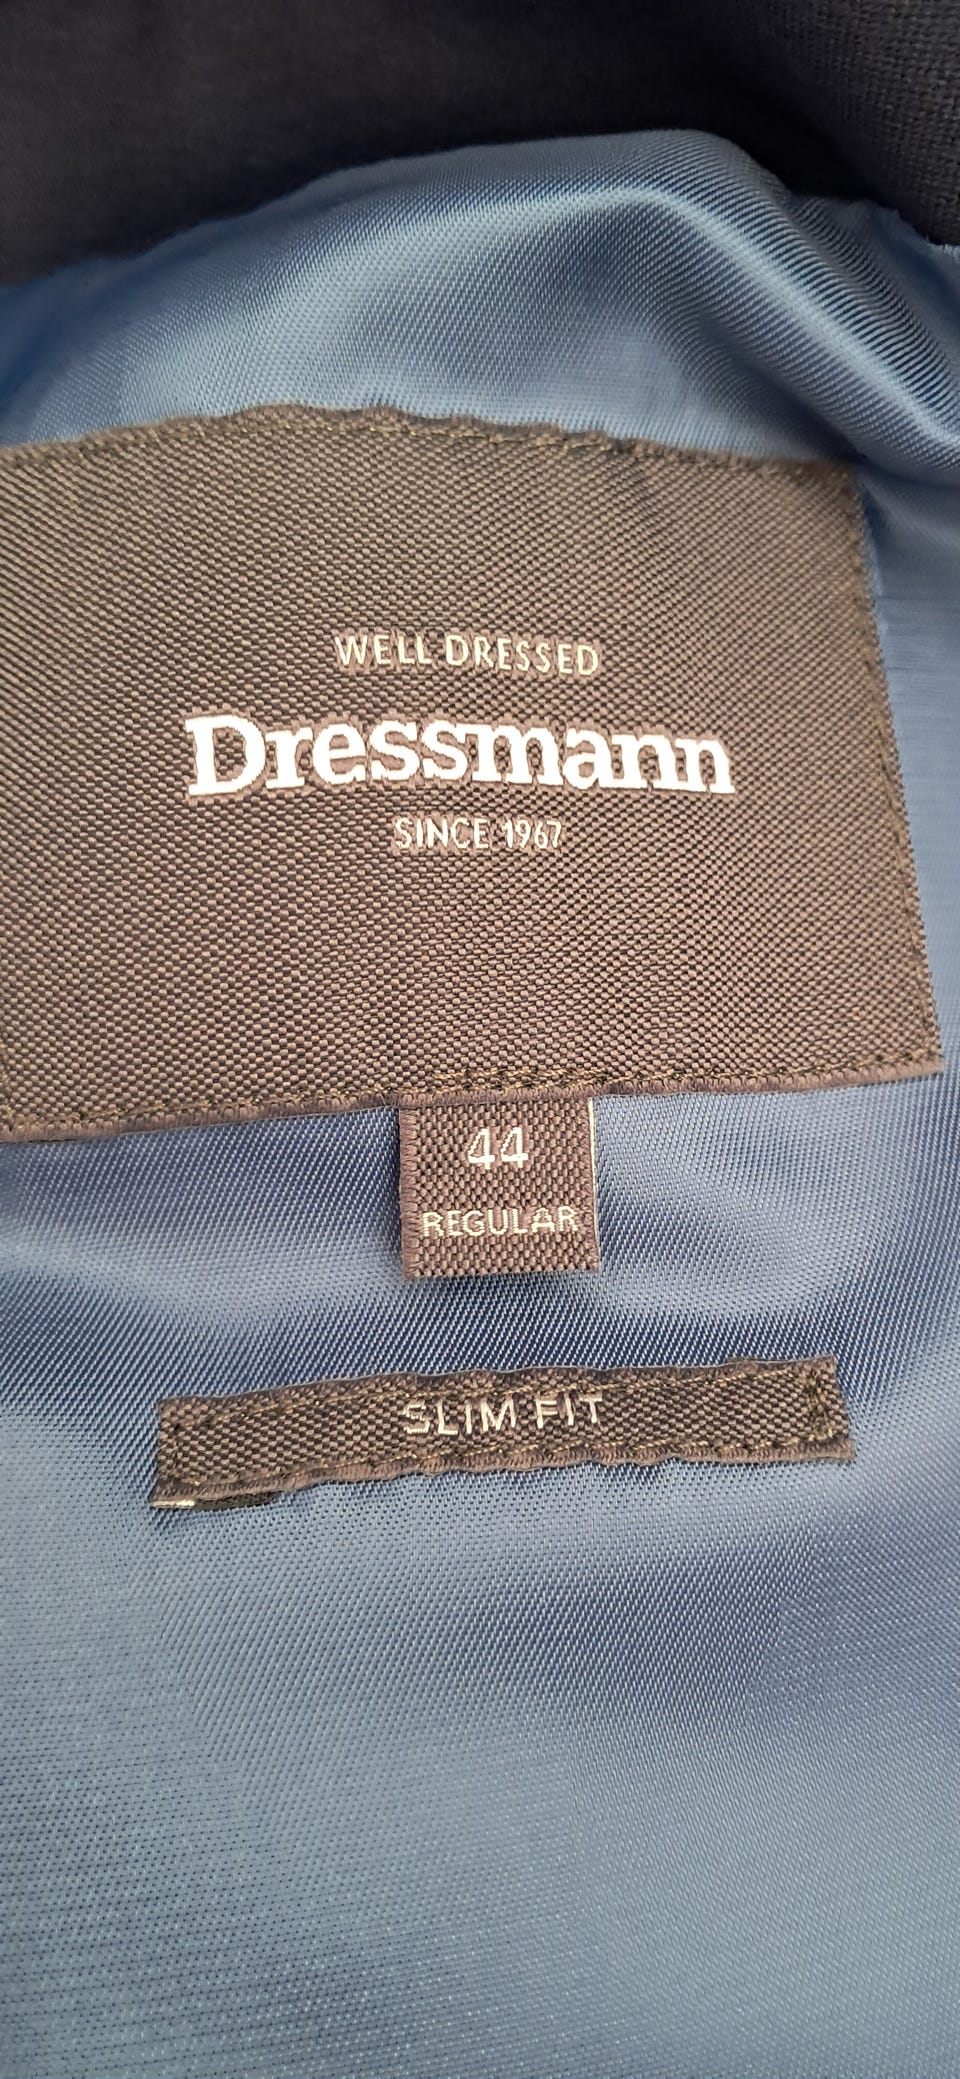 WELL DRESSED
Dressmann
SINCE 1967
44
REGULAR
SLIM FIT